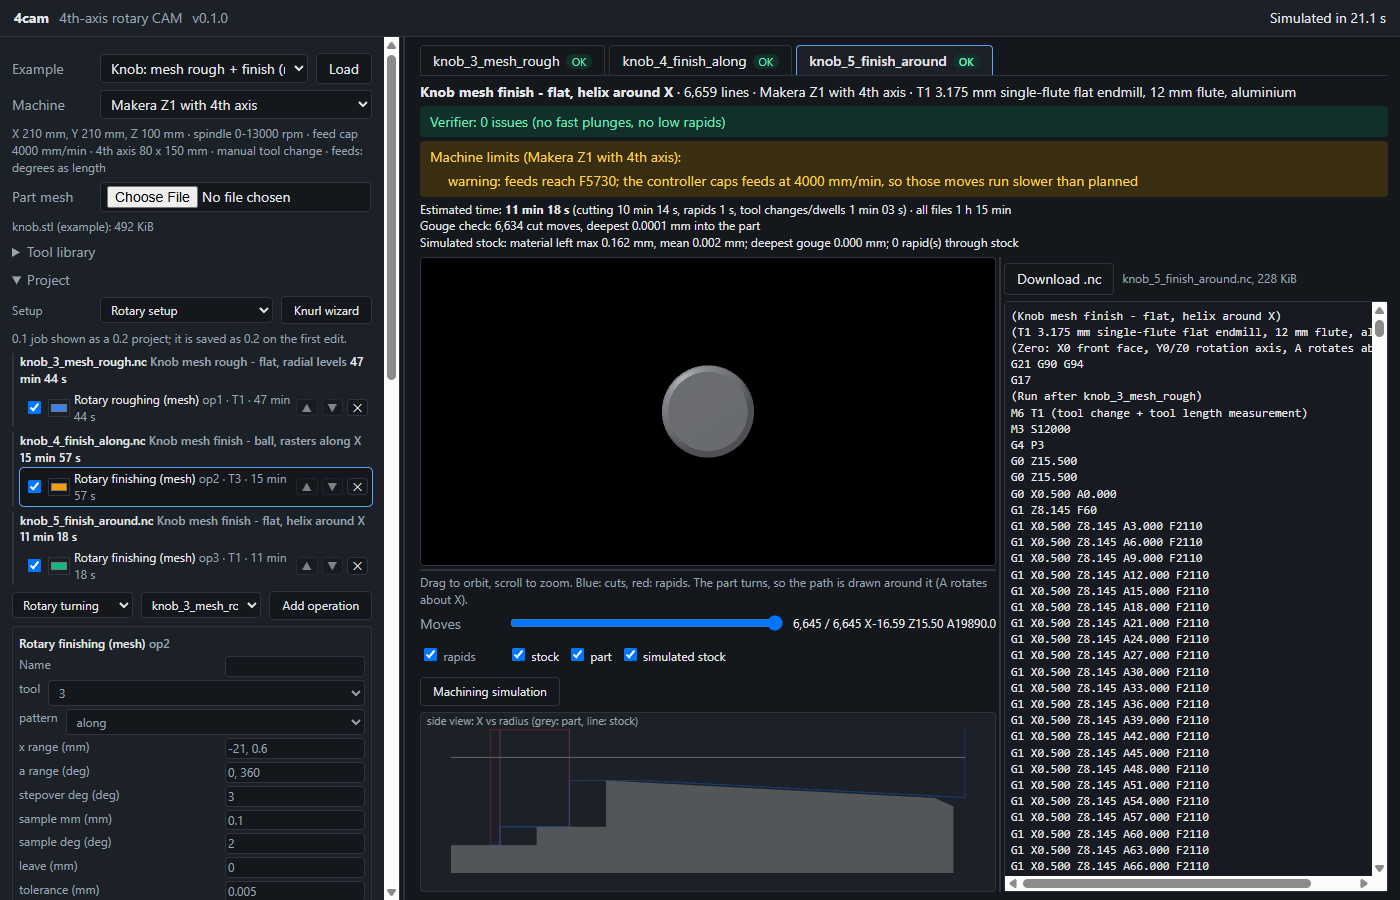 4cam 4th-axis rotary CAM v0.1.0
Simulated in 21.1 s
Example Knob: mesh rough + finish (r Load
Machine Makera Z1 with 4th axis
X 210 mm, Y 210 mm, Z 100 mm · spindle 0-13000 rpm · feed cap
4000 mm/min · 4th axis 80 x 150 mm · manual tool change · feeds:
degrees as length
Part mesh Choose File No file chosen
knob.stl (example): 492 KiB
▶ Tool library
▼ Project
Setup Rotary setup Knurl wizard
0.1 job shown as a 0.2 project; it is saved as 0.2 on the first edit.
knob_3_mesh_rough.nc Knob mesh rough - flat, radial levels 47
min 44 s
Rotary roughing (mesh) op1 · T1 · 47 min
44 s
▲ ▼ ✕
knob_4_finish_along.nc Knob mesh finish - ball, rasters along X
15 min 57 s
Rotary finishing (mesh) op2 · T3 · 15 min
57 s
▲ ▼ ✕
knob_5_finish_around.nc Knob mesh finish - flat, helix around X
11 min 18 s
Rotary finishing (mesh) op3 · T1 · 11 min
18 s
▲ ▼ ✕
Rotary turning knob_3_mesh_rc Add operation
Rotary finishing (mesh) op2
Name
tool 3
pattern along
x range (mm) -21, 0.6
a range (deg) 0, 360
stepover deg (deg) 3
sample mm (mm) 0.1
sample deg (deg) 2
leave (mm) 0
tolerance (mm) 0.005
knob_3_mesh_rough OK
knob_4_finish_along OK
knob_5_finish_around OK
Knob mesh finish - flat, helix around X · 6,659 lines · Makera Z1 with 4th axis · T1 3.175 mm single-flute flat endmill, 12 mm flute, aluminium
Verifier: 0 issues (no fast plunges, no low rapids)
Machine limits (Makera Z1 with 4th axis):
warning: feeds reach F5730; the controller caps feeds at 4000 mm/min, so those moves run slower than planned
Estimated time: 11 min 18 s (cutting 10 min 14 s, rapids 1 s, tool changes/dwells 1 min 03 s) · all files 1 h 15 min
Gouge check: 6,634 cut moves, deepest 0.0001 mm into the part
Simulated stock: material left max 0.162 mm, mean 0.002 mm; deepest gouge 0.000 mm; 0 rapid(s) through stock
Drag to orbit, scroll to zoom. Blue: cuts, red: rapids. The part turns, so the path is drawn around it (A rotates
about X).
Moves 6,645 / 6,645 X-16.59 Z15.50 A19890.0
rapids stock part simulated stock
Machining simulation
side view: X vs radius (grey: part, line: stock)
Download .nc knob_5_finish_around.nc, 228 KiB
(Knob mesh finish - flat, helix around X)
(T1 3.175 mm single-flute flat endmill, 12 mm flute, al
(Zero: X0 front face, Y0/Z0 rotation axis, A rotates ab
G21 G90 G94
G17
(Run after knob_3_mesh_rough)
M6 T1 (tool change + tool length measurement)
M3 S12000
G4 P3
G0 Z15.500
G0 Z15.500
G0 X0.500 A0.000
G1 Z8.145 F60
G1 X0.500 Z8.145 A3.000 F2110
G1 X0.500 Z8.145 A6.000 F2110
G1 X0.500 Z8.145 A9.000 F2110
G1 X0.500 Z8.145 A12.000 F2110
G1 X0.500 Z8.145 A15.000 F2110
G1 X0.500 Z8.145 A18.000 F2110
G1 X0.500 Z8.145 A21.000 F2110
G1 X0.500 Z8.145 A24.000 F2110
G1 X0.500 Z8.145 A27.000 F2110
G1 X0.500 Z8.145 A30.000 F2110
G1 X0.500 Z8.145 A33.000 F2110
G1 X0.500 Z8.145 A36.000 F2110
G1 X0.500 Z8.145 A39.000 F2110
G1 X0.500 Z8.145 A42.000 F2110
G1 X0.500 Z8.145 A45.000 F2110
G1 X0.500 Z8.145 A48.000 F2110
G1 X0.500 Z8.145 A51.000 F2110
G1 X0.500 Z8.145 A54.000 F2110
G1 X0.500 Z8.145 A57.000 F2110
G1 X0.500 Z8.145 A60.000 F2110
G1 X0.500 Z8.145 A63.000 F2110
G1 X0.500 Z8.145 A66.000 F2110